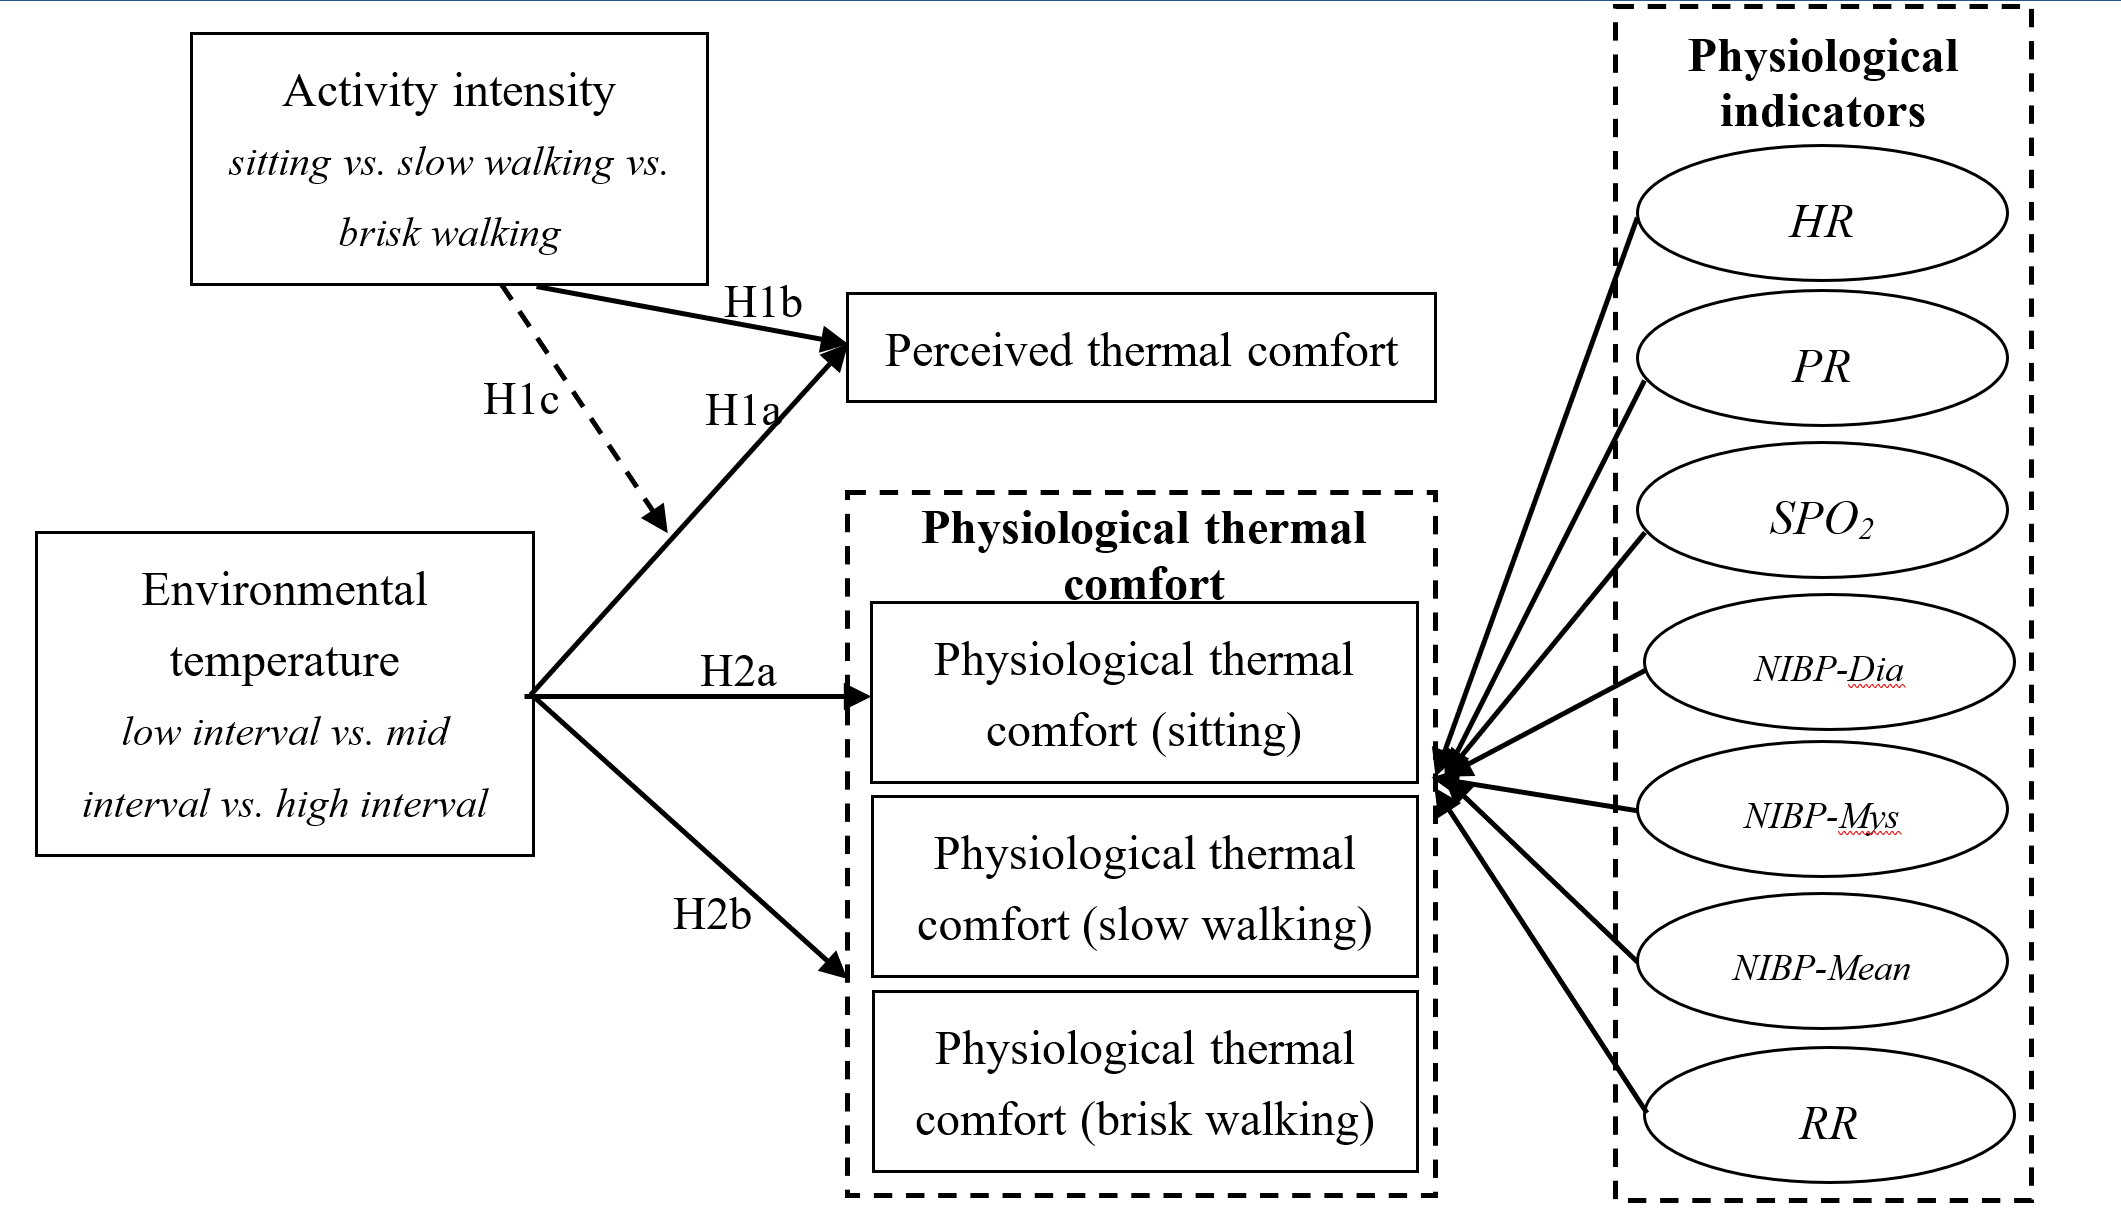 Activity intensity
sitting vs. slow walking vs.
brisk walking
H1b
Perceived thermal comfort
H1c
H1a
Environmental
temperature
low interval vs. mid
interval vs. high interval
H2a
H2b
Physiological thermal
comfort
Physiological thermal
comfort (sitting)
Physiological thermal
comfort (slow walking)
Physiological thermal
comfort (brisk walking)
Physiological
indicators
HR
PR
SPO₂
NIBP-Dia
NIBP-Mys
NIBP-Mean
RR